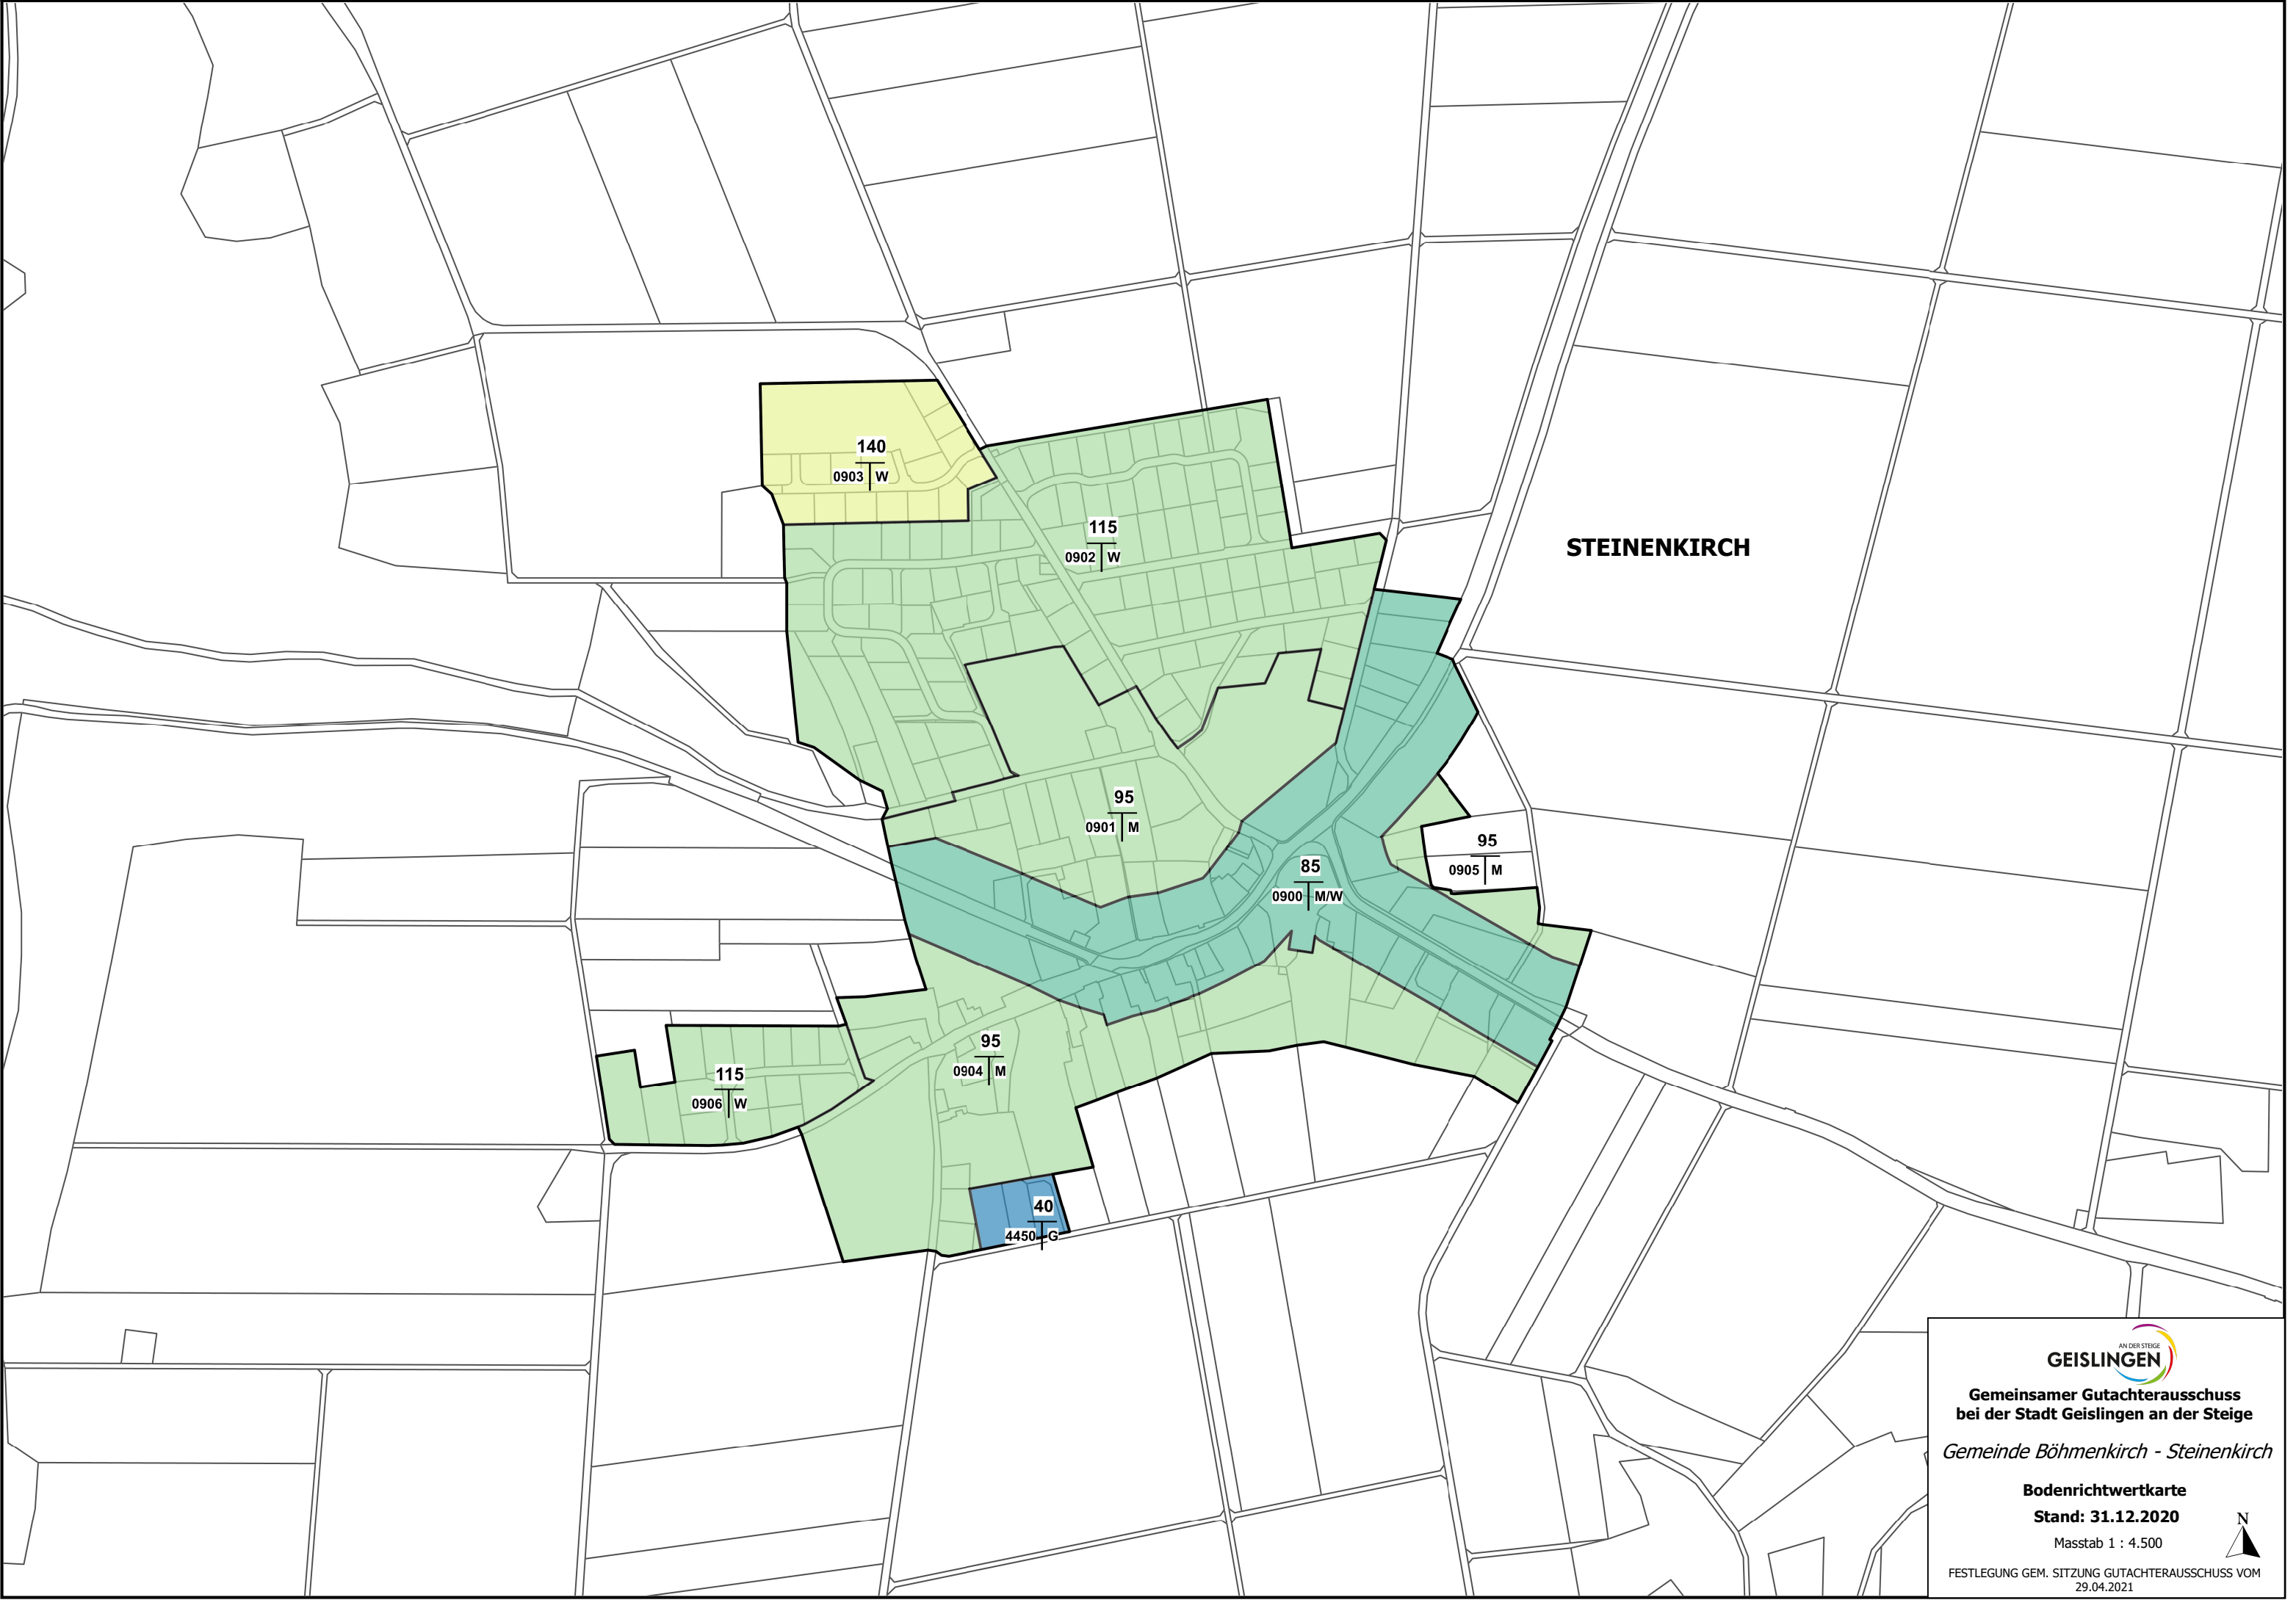 140
0903 W
115
0902 W
STEINENKIRCH
95
0901 M
95
0905 M
85
0900 M/W
95
0904 M
115
0906 W
40
4450 G
AN DER STEIGE
GEISLINGEN
Gemeinsamer Gutachterausschuss
bei der Stadt Geislingen an der Steige
Gemeinde Böhmenkirch - Steinenkirch
Bodenrichtwertkarte
Stand: 31.12.2020
Masstab 1 : 4.500
N
FESTLEGUNG GEM. SITZUNG GUTACHTERAUSSCHUSS VOM
29.04.2021